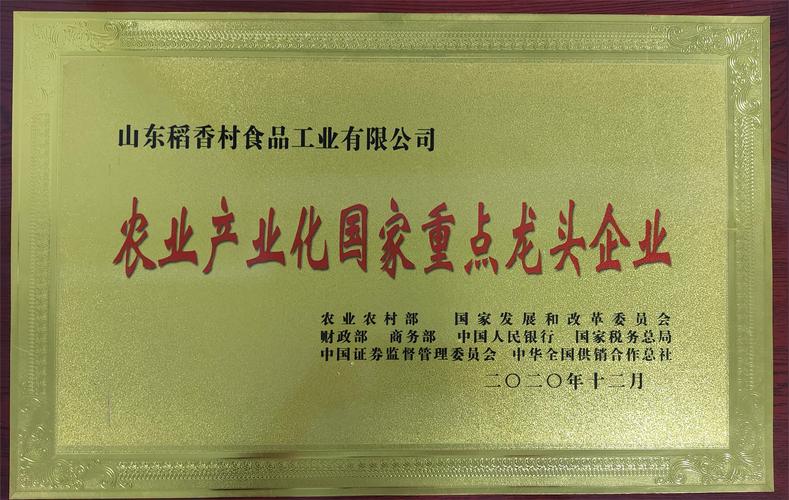 山东稻香村食品工业有限公司
农业产业化国家重点龙头企业
农业农村部 国家发展和改革委员会
财政部 商务部 中国人民银行 国家税务总局
中国证券监督管理委员会 中华全国供销合作总社
二〇二〇年十二月